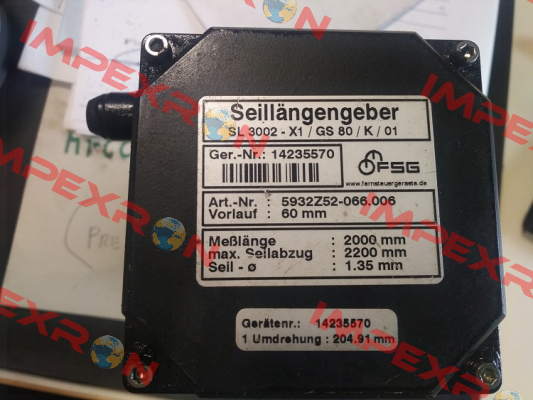 Seillängengeber
SL 3002 - X1 / GS 80 / K / 01
Ger.-Nr.: 14235570
FSG
www.fernsteuergeraete.de
Art.-Nr. : 5932Z52-066.006
Vorlauf : 60 mm
Meßlänge : 2000 mm
max. Seilabzug : 2200 mm
Seil - ø : 1.35 mm
Gerätenr.: 14235570
1 Umdrehung : 204.91 mm
IMPEXRON
IMPEXRON
IMPEXRON
IMPEXRON
IMPEXRON